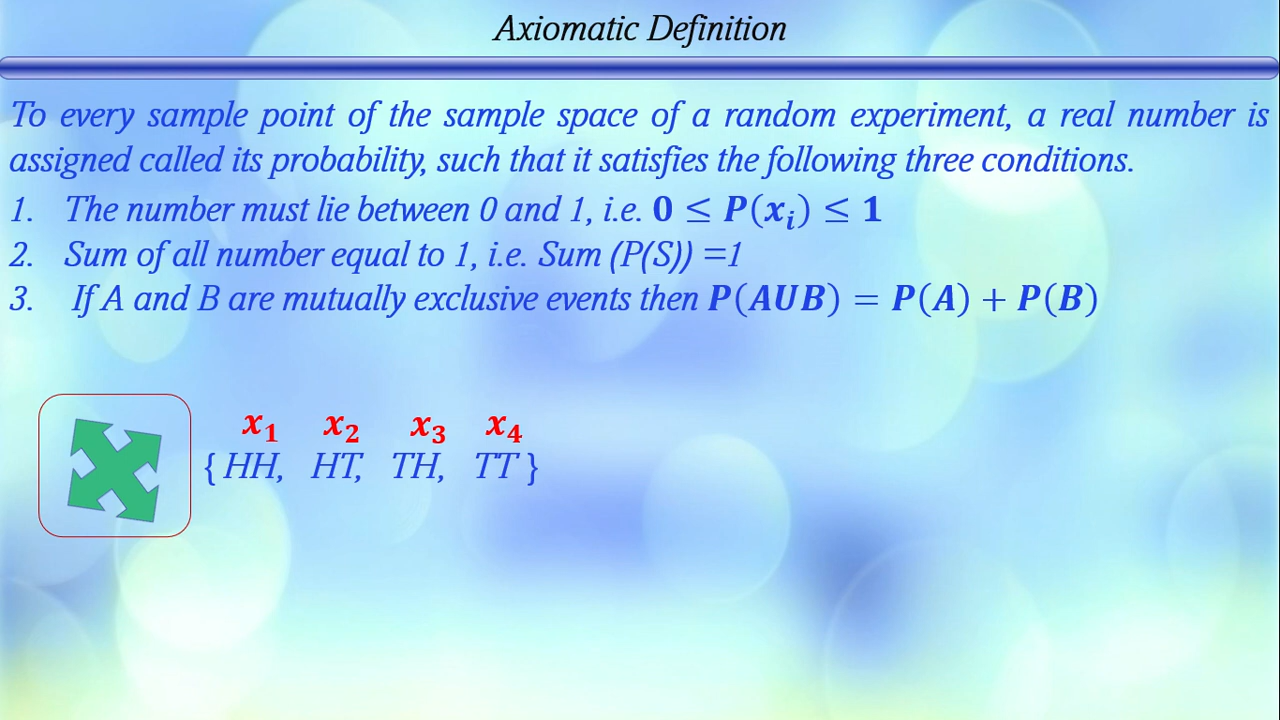 Axiomatic Definition
To every sample point of the sample space of a random experiment, a real number is
assigned called its probability, such that it satisfies the following three conditions.
1. The number must lie between 0 and 1, i.e. 0 ≤ P(xᵢ) ≤ 1
2. Sum of all number equal to 1, i.e. Sum (P(S)) =1
3. If A and B are mutually exclusive events then P(AUB) = P(A) + P(B)
x₁ x₂ x₃ x₄
{ HH, HT, TH, TT }